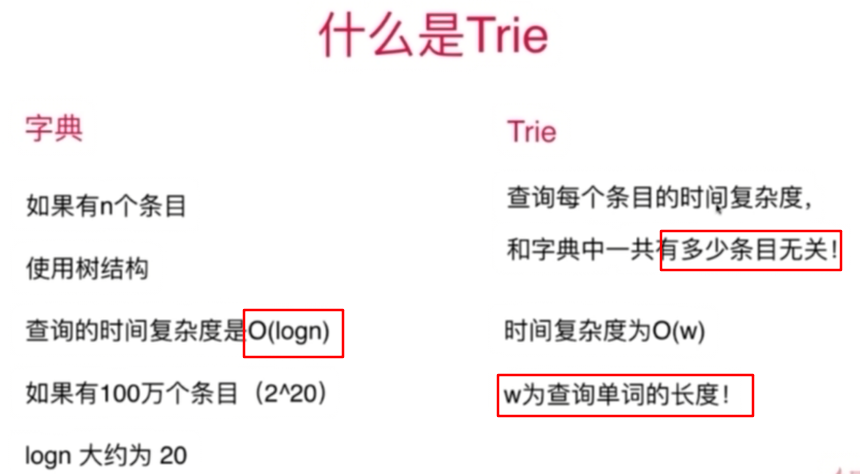 什么是Trie
字典
如果有n个条目
使用树结构
查询的时间复杂度是O(logn)
如果有100万个条目（2^20）
logn 大约为 20
Trie
查询每个条目的时间复杂度，
和字典中一共有多少条目无关！
时间复杂度为O(w)
w为查询单词的长度！